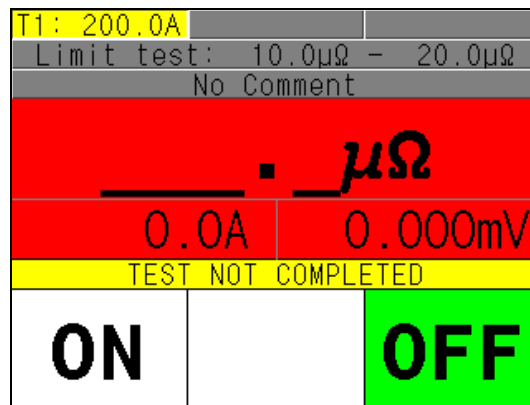 T1: 200.0A
Limit test: 10.0µΩ – 20.0µΩ
No Comment
___._µΩ
0.0A 0.000mV
TEST NOT COMPLETED
ON OFF